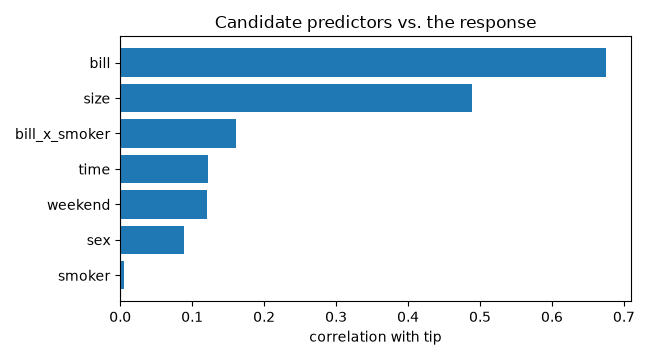 Candidate predictors vs. the response
bill
size
bill_x_smoker
time
weekend
sex
smoker
0.0 0.1 0.2 0.3 0.4 0.5 0.6 0.7
correlation with tip